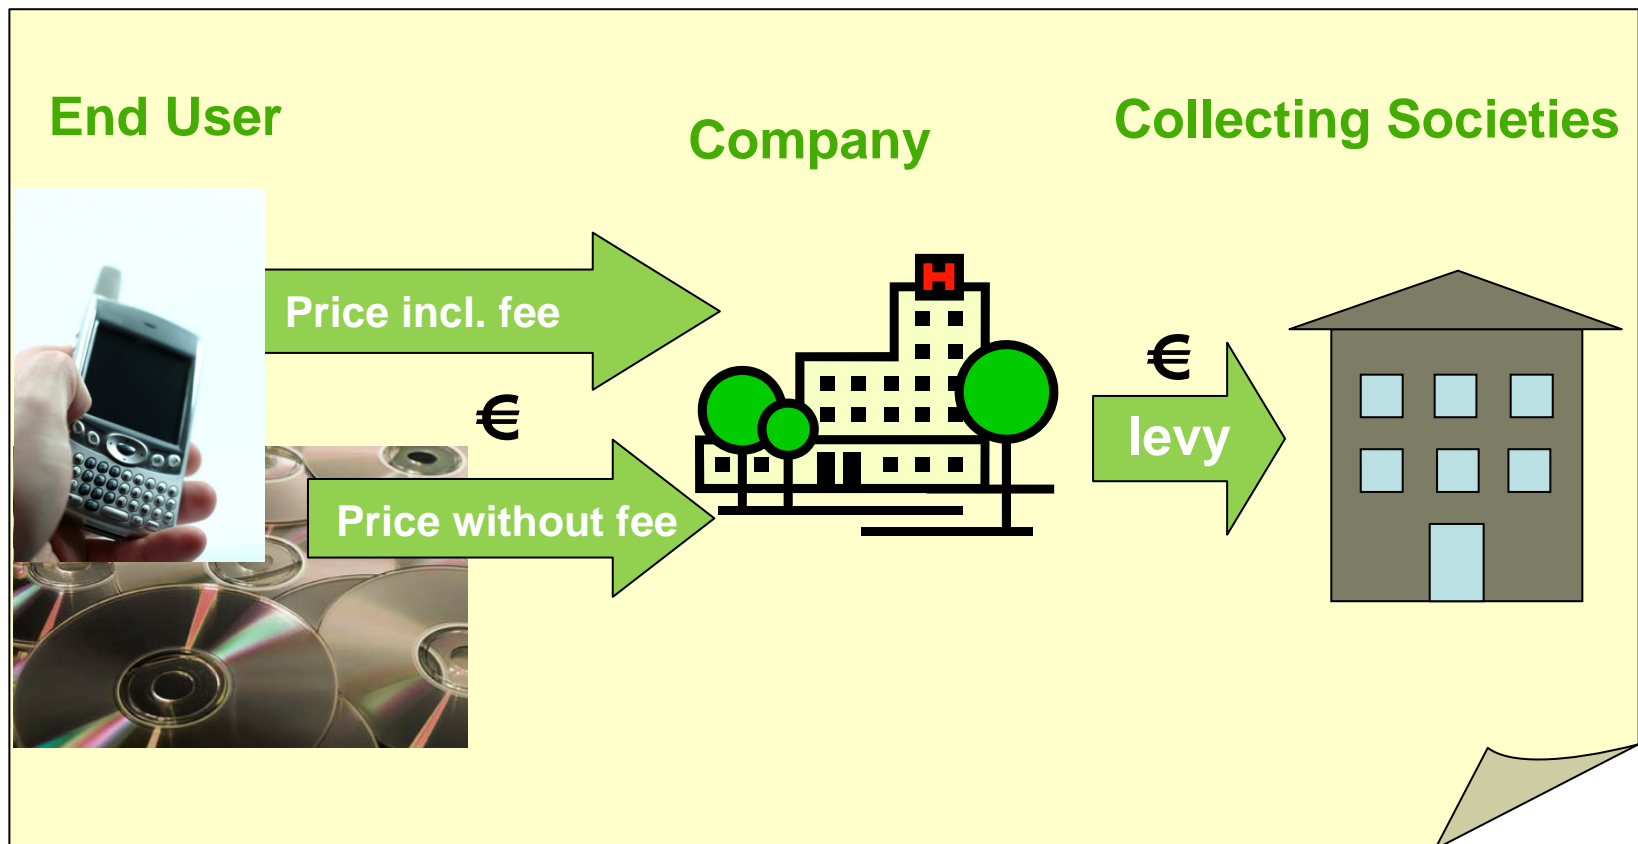 End User
Company
Collecting Societies
Price incl. fee
H
€
€
levy
Price without fee